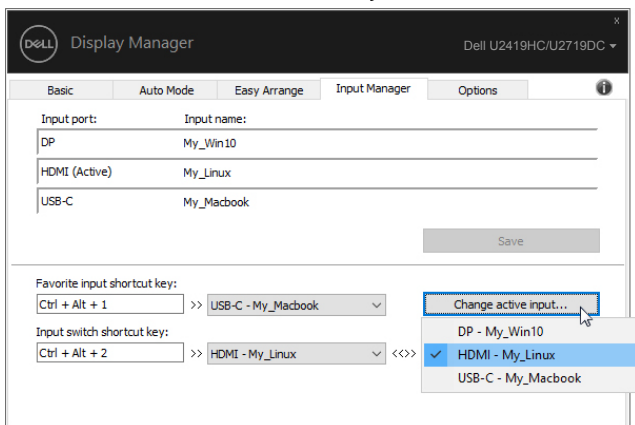 x
DELL Display Manager
Dell U2419HC/U2719DC
Basic Auto Mode Easy Arrange Input Manager Options i
Input port: Input name:
DP My_Win10
HDMI (Active) My_Linux
USB-C My_Macbook
Save
Favorite input shortcut key:
Ctrl + Alt + 1 >> USB-C - My_Macbook Change active input...
DP - My_Win10
Input switch shortcut key:
Ctrl + Alt + 2 >> HDMI - My_Linux <<>> HDMI - My_Linux
USB-C - My_Macbook